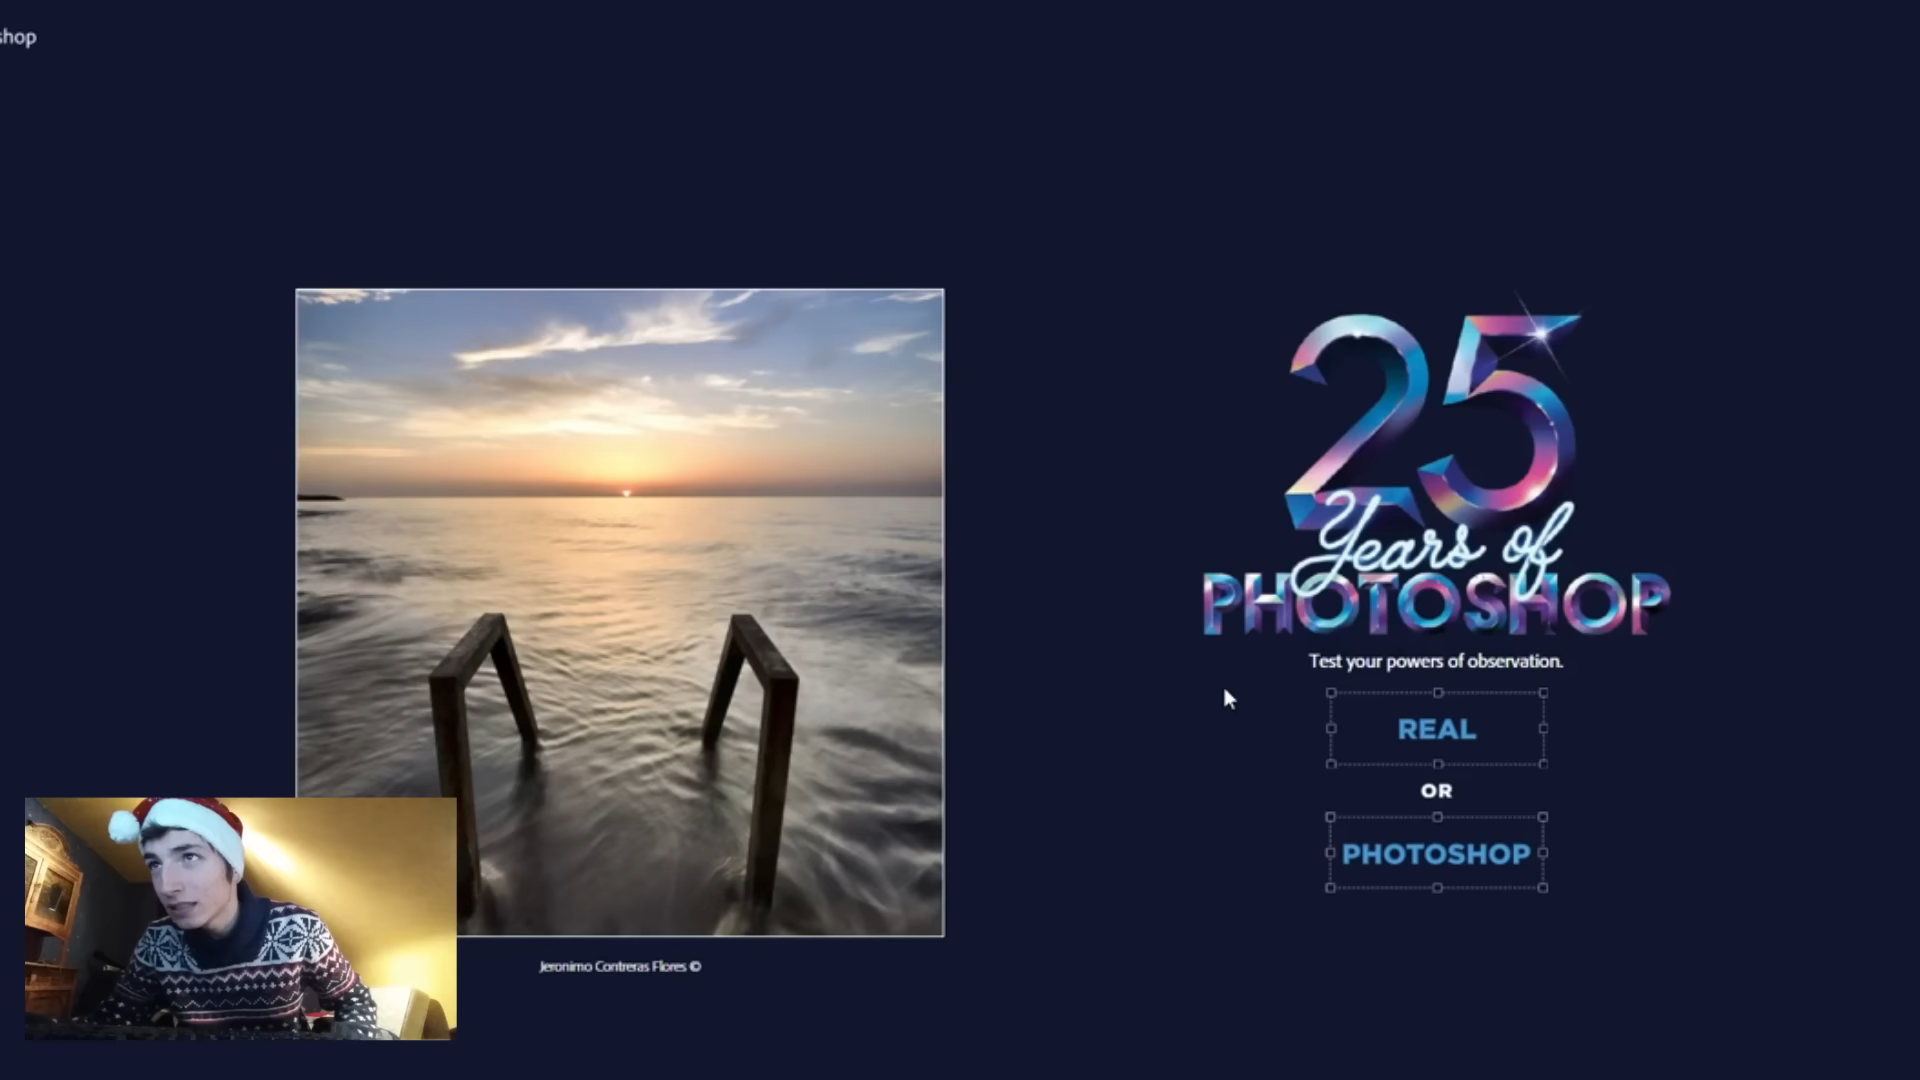 shop
25
Years of
PHOTOSHOP
Test your powers of observation.
REAL
OR
PHOTOSHOP
Jeronimo Contreras Flores ©